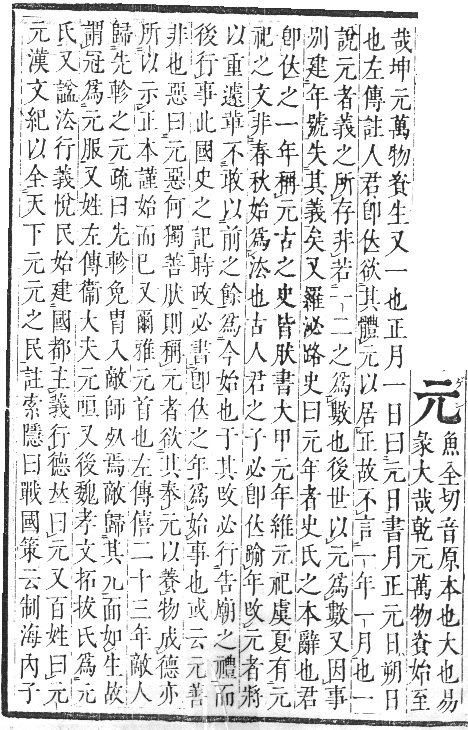 元
魚仝切音原本也大也易
彖大哉乾元萬物資始至
哉坤元萬物資生又一也正月一日曰元日書月正元日朔日
也左傳註人君卽位欲其體元以居正故不言一年一月也一
說元者義之所存非若一二之爲數也後世以元爲數又因事
別建年號失其義矣又羅泌路史曰元年者史氏之本辭也君
卽位之一年稱元古之史皆肰書大甲元年維元祀虞夏有元
祀之文非春秋始爲法也古人君之子必卽位踰年改元者將
以重遽革不敢以前之餘爲今始也于其改必行告廟之禮而
後行事此國史之記時政必書卽位之年爲始事也或云元善
非也惡曰元惡何獨善肰則稱元者欲其奉元以養物成德亦
所以示正本謹始而已又爾雅元首也左傳僖二十三年敵人
歸先軫之元疏曰先軫免冑入敵師死焉敵歸其元面如生故
謂冠爲元服又姓左傳衞大夫元咺又後魏孝文拓拔氏爲元
氏又諡法行義悅民始建國都主義行德幷曰元又百姓曰元
元漢文紀以全天下元元之民註索隱曰戰國策云制海內子